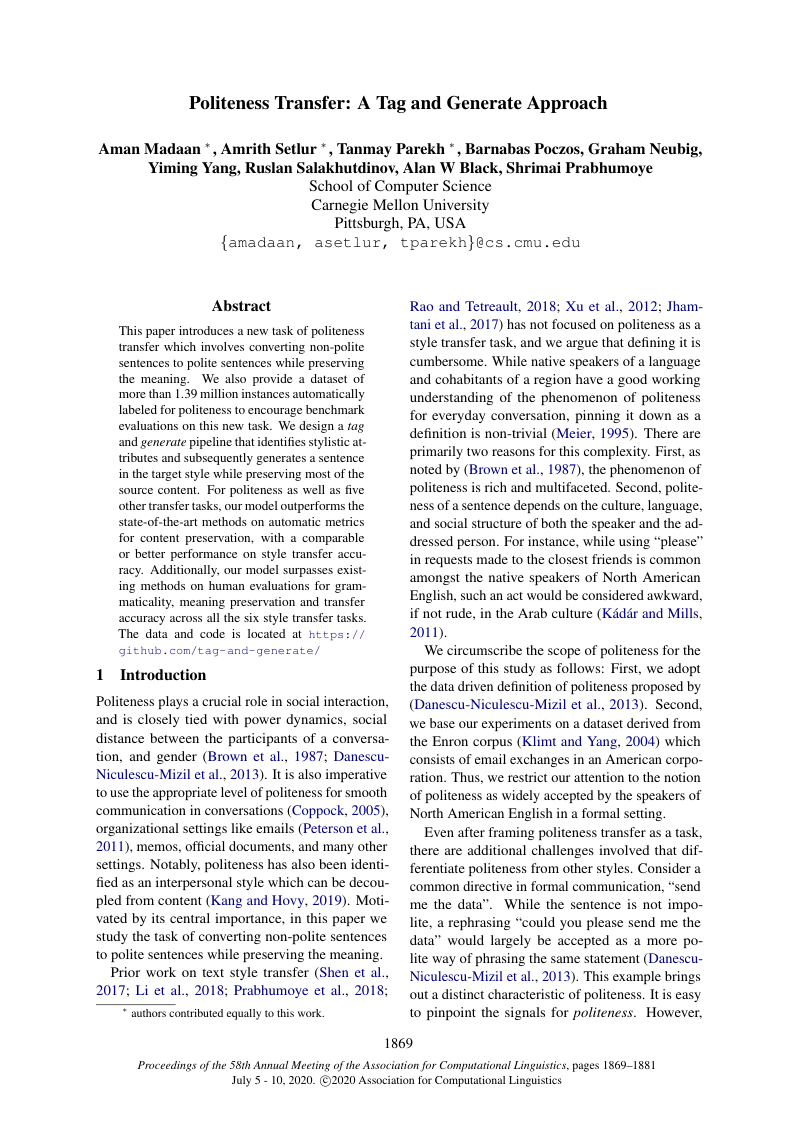 Politeness Transfer: A Tag and Generate Approach
Aman Madaan *, Amrith Setlur *, Tanmay Parekh *, Barnabas Poczos, Graham Neubig,
Yiming Yang, Ruslan Salakhutdinov, Alan W Black, Shrimai Prabhumoye
School of Computer Science
Carnegie Mellon University
Pittsburgh, PA, USA
{amadaan, asetlur, tparekh}@cs.cmu.edu
Abstract
This paper introduces a new task of politeness
transfer which involves converting non-polite
sentences to polite sentences while preserving
the meaning. We also provide a dataset of
more than 1.39 million instances automatically
labeled for politeness to encourage benchmark
evaluations on this new task. We design a tag
and generate pipeline that identifies stylistic at-
tributes and subsequently generates a sentence
in the target style while preserving most of the
source content. For politeness as well as five
other transfer tasks, our model outperforms the
state-of-the-art methods on automatic metrics
for content preservation, with a comparable
or better performance on style transfer accu-
racy. Additionally, our model surpasses exist-
ing methods on human evaluations for gram-
maticality, meaning preservation and transfer
accuracy across all the six style transfer tasks.
The data and code is located at https://
github.com/tag-and-generate/
1 Introduction
Politeness plays a crucial role in social interaction,
and is closely tied with power dynamics, social
distance between the participants of a conversa-
tion, and gender (Brown et al., 1987; Danescu-
Niculescu-Mizil et al., 2013). It is also imperative
to use the appropriate level of politeness for smooth
communication in conversations (Coppock, 2005),
organizational settings like emails (Peterson et al.,
2011), memos, official documents, and many other
settings. Notably, politeness has also been identi-
fied as an interpersonal style which can be decou-
pled from content (Kang and Hovy, 2019). Moti-
vated by its central importance, in this paper we
study the task of converting non-polite sentences
to polite sentences while preserving the meaning.
Prior work on text style transfer (Shen et al.,
2017; Li et al., 2018; Prabhumoye et al., 2018;
* authors contributed equally to this work.
Rao and Tetreault, 2018; Xu et al., 2012; Jham-
tani et al., 2017) has not focused on politeness as a
style transfer task, and we argue that defining it is
cumbersome. While native speakers of a language
and cohabitants of a region have a good working
understanding of the phenomenon of politeness
for everyday conversation, pinning it down as a
definition is non-trivial (Meier, 1995). There are
primarily two reasons for this complexity. First, as
noted by (Brown et al., 1987), the phenomenon of
politeness is rich and multifaceted. Second, polite-
ness of a sentence depends on the culture, language,
and social structure of both the speaker and the ad-
dressed person. For instance, while using “please”
in requests made to the closest friends is common
amongst the native speakers of North American
English, such an act would be considered awkward,
if not rude, in the Arab culture (Kádár and Mills,
2011).
We circumscribe the scope of politeness for the
purpose of this study as follows: First, we adopt
the data driven definition of politeness proposed by
(Danescu-Niculescu-Mizil et al., 2013). Second,
we base our experiments on a dataset derived from
the Enron corpus (Klimt and Yang, 2004) which
consists of email exchanges in an American corpo-
ration. Thus, we restrict our attention to the notion
of politeness as widely accepted by the speakers of
North American English in a formal setting.
Even after framing politeness transfer as a task,
there are additional challenges involved that dif-
ferentiate politeness from other styles. Consider a
common directive in formal communication, “send
me the data”. While the sentence is not impo-
lite, a rephrasing “could you please send me the
data” would largely be accepted as a more po-
lite way of phrasing the same statement (Danescu-
Niculescu-Mizil et al., 2013). This example brings
out a distinct characteristic of politeness. It is easy
to pinpoint the signals for politeness. However,
1869
Proceedings of the 58th Annual Meeting of the Association for Computational Linguistics, pages 1869–1881
July 5 - 10, 2020. ©2020 Association for Computational Linguistics